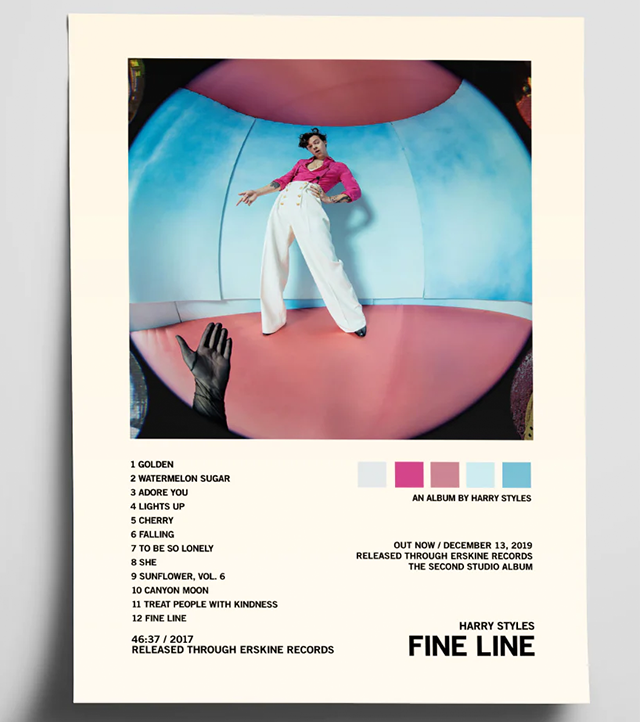 1 GOLDEN
2 WATERMELON SUGAR
3 ADORE YOU
4 LIGHTS UP
5 CHERRY
6 FALLING
7 TO BE SO LONELY
8 SHE
9 SUNFLOWER, VOL. 6
10 CANYON MOON
11 TREAT PEOPLE WITH KINDNESS
12 FINE LINE
46:37 / 2017
RELEASED THROUGH ERSKINE RECORDS
AN ALBUM BY HARRY STYLES
OUT NOW / DECEMBER 13, 2019
RELEASED THROUGH ERSKINE RECORDS
THE SECOND STUDIO ALBUM
HARRY STYLES
FINE LINE